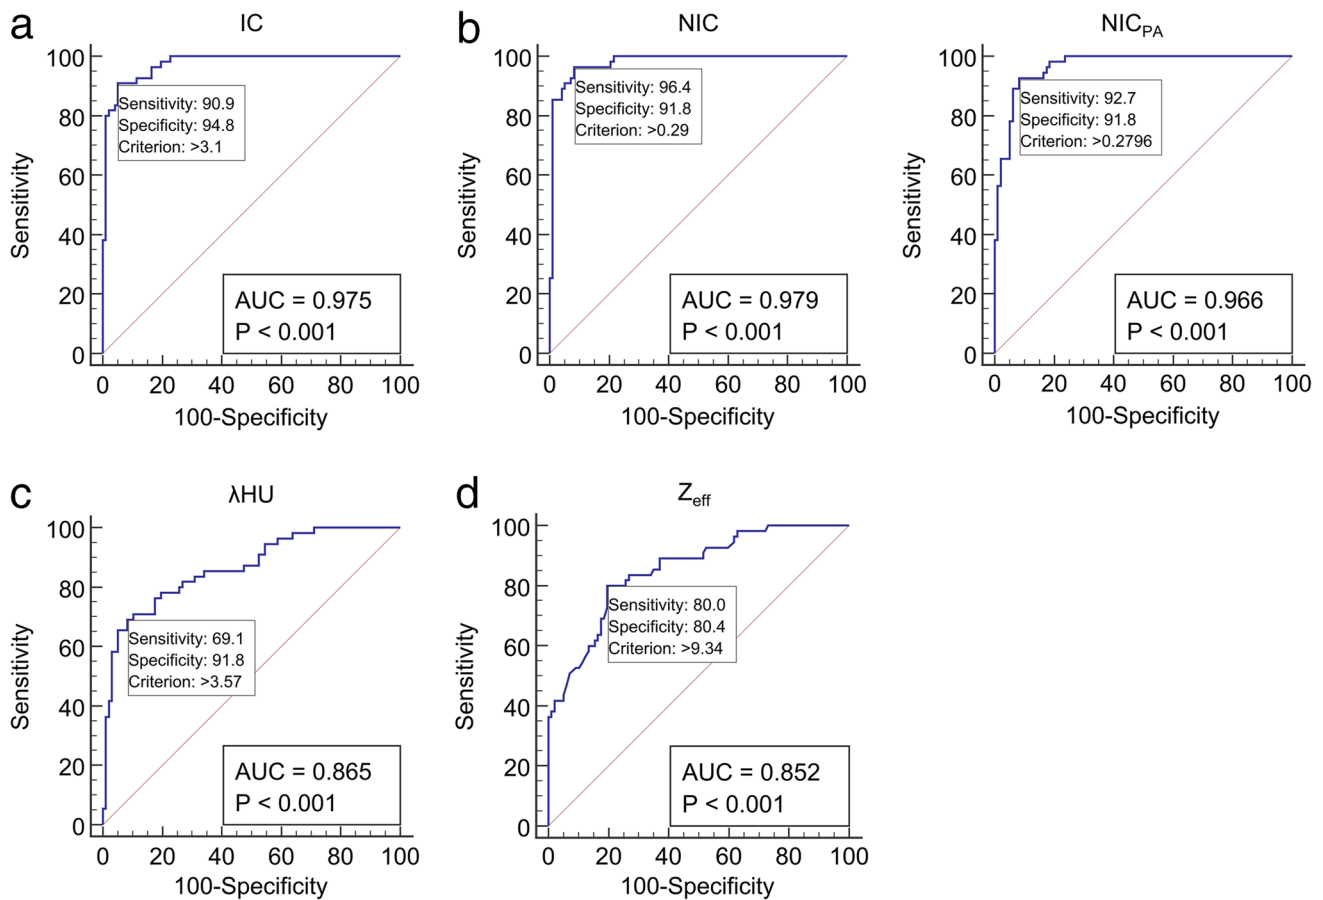 a
IC
100
80
60
40
20
0
Sensitivity
Sensitivity: 90.9
Specificity: 94.8
Criterion: >3.1
AUC = 0.975
P < 0.001
0 20 40 60 80 100
100-Specificity
b
NIC
100
80
60
40
20
0
Sensitivity
Sensitivity: 96.4
Specificity: 91.8
Criterion: >0.29
AUC = 0.979
P < 0.001
0 20 40 60 80 100
100-Specificity
NICPA
100
80
60
40
20
0
Sensitivity
Sensitivity: 92.7
Specificity: 91.8
Criterion: >0.2796
AUC = 0.966
P < 0.001
0 20 40 60 80 100
100-Specificity
c
λHU
100
80
60
40
20
0
Sensitivity
Sensitivity: 69.1
Specificity: 91.8
Criterion: >3.57
AUC = 0.865
P < 0.001
0 20 40 60 80 100
100-Specificity
d
Zeff
100
80
60
40
20
0
Sensitivity
Sensitivity: 80.0
Specificity: 80.4
Criterion: >9.34
AUC = 0.852
P < 0.001
0 20 40 60 80 100
100-Specificity